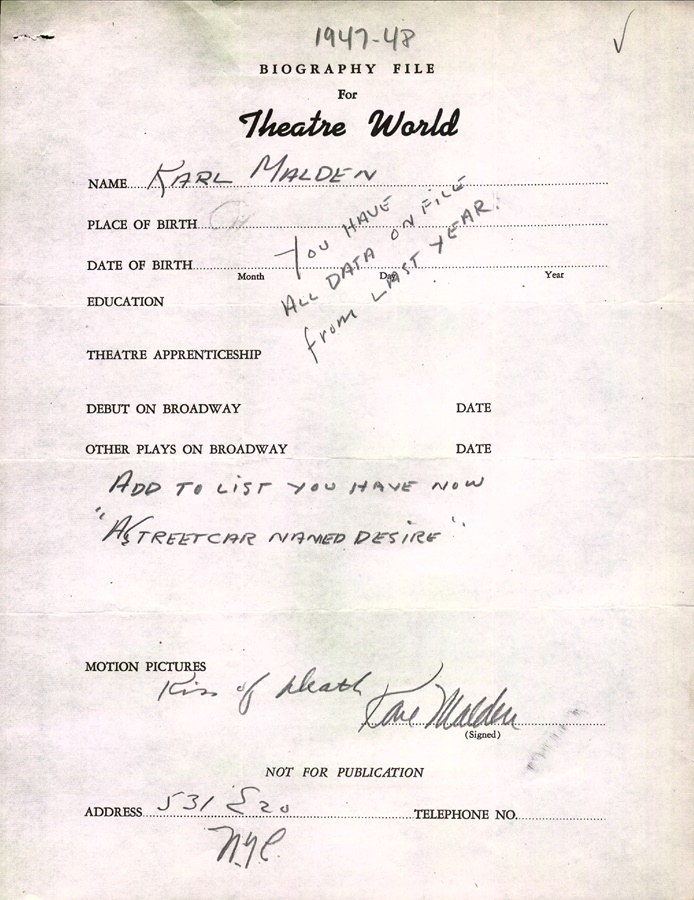 1947-48
BIOGRAPHY FILE
For
Theatre World
NAME KARL MALDEN
PLACE OF BIRTH
DATE OF BIRTH
Month Day Year
YOU HAVE
ALL DATA ON FILE
from LAST YEAR.
EDUCATION
THEATRE APPRENTICESHIP
DEBUT ON BROADWAY DATE
OTHER PLAYS ON BROADWAY DATE
ADD TO LIST YOU HAVE NOW
"A STREETCAR NAMED DESIRE"
MOTION PICTURES
Kiss of Death
Karl Malden
(Signed)
NOT FOR PUBLICATION
ADDRESS 531 E 20 TELEPHONE NO.
N.Y.C.